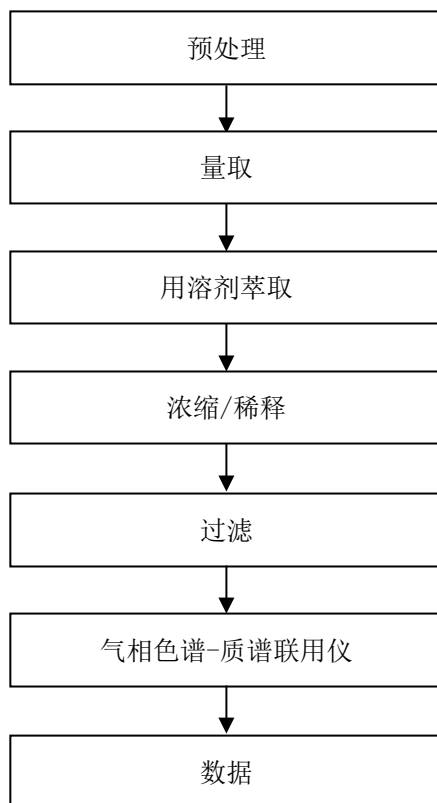 预处理
量取
用溶剂萃取
浓缩/稀释
过滤
气相色谱-质谱联用仪
数据